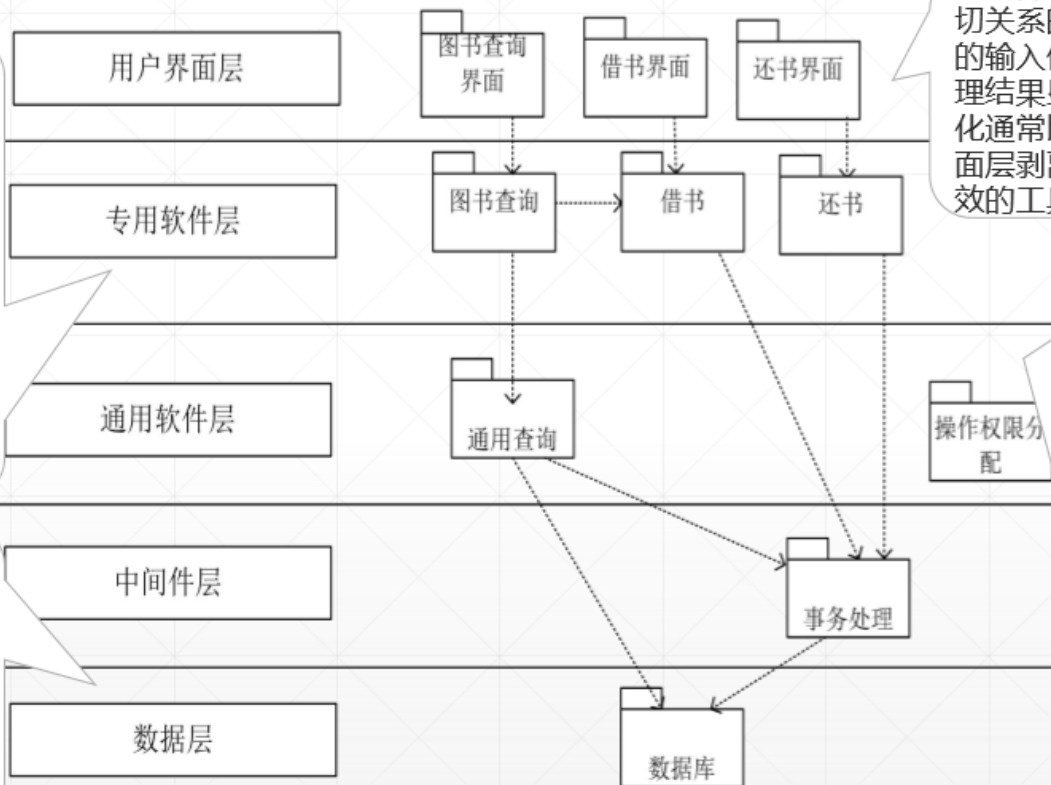 用户界面层
图书查询
界面
借书界面
还书界面
切关系
的输入
理结果
化通常
面层剥
效的工
专用软件层
图书查询
借书
还书
通用软件层
通用查询
操作权限分
配
中间件层
事务处理
数据层
数据库